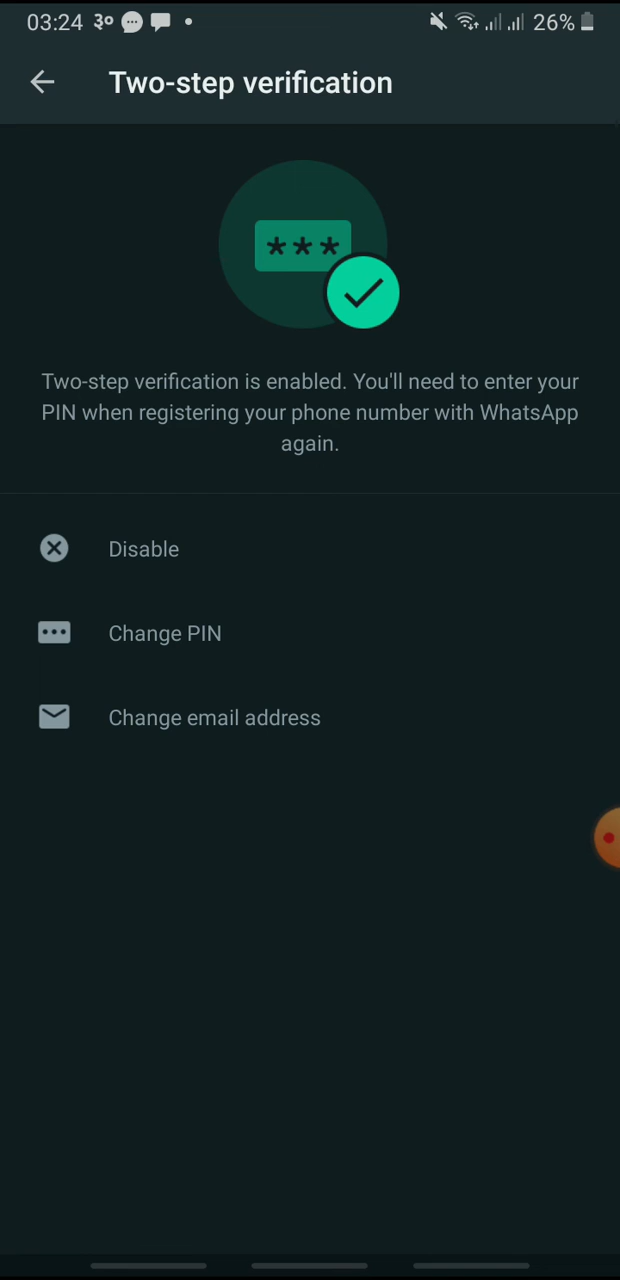 03:24 ३० 26%
Two-step verification
***
Two-step verification is enabled. You'll need to enter your
PIN when registering your phone number with WhatsApp
again.
Disable
Change PIN
Change email address